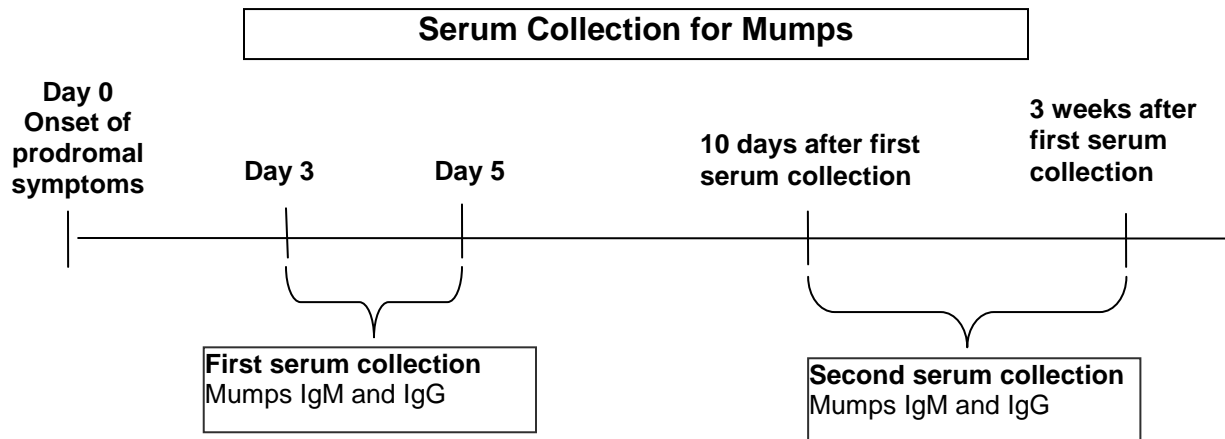 Serum Collection for Mumps
Day 0
Onset of
prodromal
symptoms
Day 3
Day 5
10 days after first
serum collection
3 weeks after
first serum
collection
First serum collection
Mumps IgM and IgG
Second serum collection
Mumps IgM and IgG